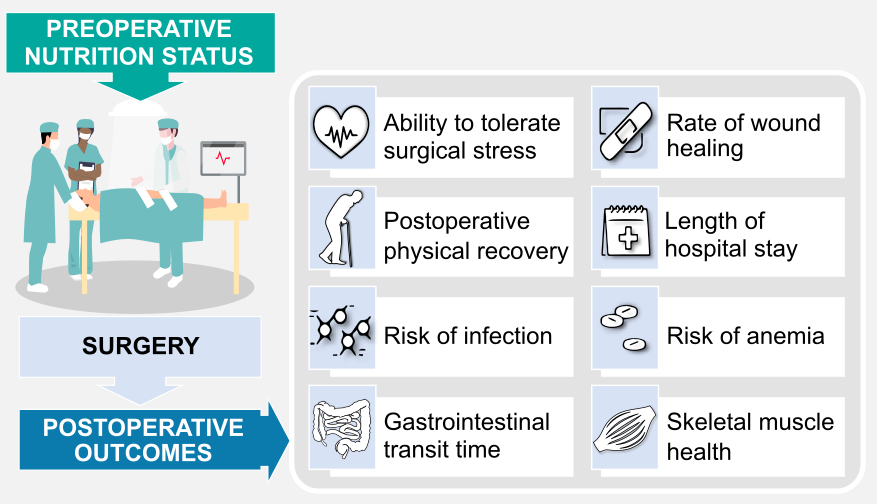 PREOPERATIVE
NUTRITION STATUS
SURGERY
POSTOPERATIVE
OUTCOMES
Ability to tolerate
surgical stress
Rate of wound
healing
Postoperative
physical recovery
Length of
hospital stay
Risk of infection
Risk of anemia
Gastrointestinal
transit time
Skeletal muscle
health